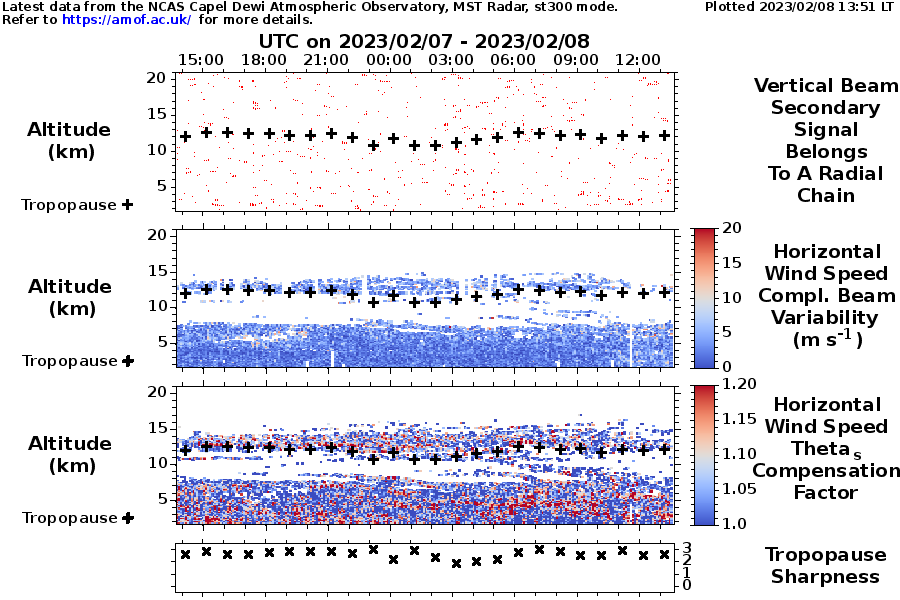 Latest data from the NCAS Capel Dewi Atmospheric Observatory, MST Radar, st300 mode.
Plotted 2023/02/08 13:51 LT
Refer to https://amof.ac.uk/ for more details.
UTC on 2023/02/07 - 2023/02/08
15:00 18:00 21:00 00:00 03:00 06:00 09:00 12:00
20
15
10
5
Altitude
(km)
Tropopause +
Vertical Beam
Secondary
Signal
Belongs
To A Radial
Chain
20
15
10
5
Altitude
(km)
Tropopause +
20
15
10
5
0
Horizontal
Wind Speed
Compl. Beam
Variability
(m s-1)
20
15
10
5
Altitude
(km)
Tropopause +
1.20
1.15
1.10
1.05
1.0
Horizontal
Wind Speed
Theta s
Compensation
Factor
3
2
1
0
Tropopause
Sharpness